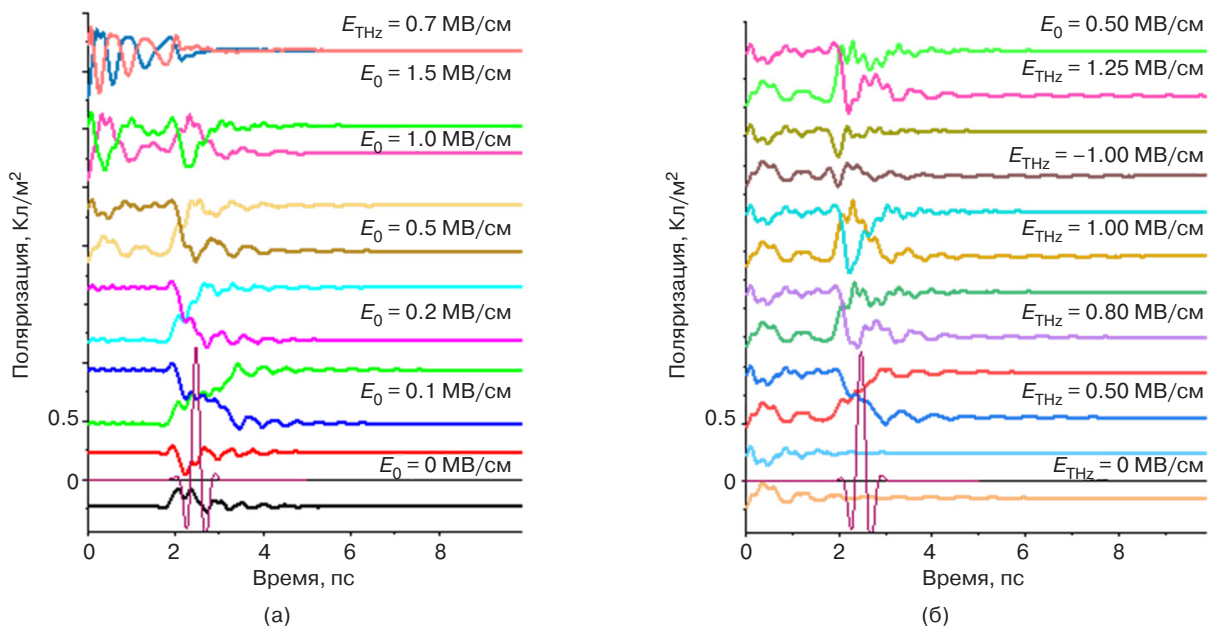 E_THz = 0.7 МВ/см
E_0 = 1.5 МВ/см
E_0 = 1.0 МВ/см
E_0 = 0.5 МВ/см
E_0 = 0.2 МВ/см
E_0 = 0.1 МВ/см
E_0 = 0 МВ/см
Поляризация, Кл/м²
0.5
0
0 2 4 6 8
Время, пс
(а)
E_0 = 0.50 МВ/см
E_THz = 1.25 МВ/см
E_THz = −1.00 МВ/см
E_THz = 1.00 МВ/см
E_THz = 0.80 МВ/см
E_THz = 0.50 МВ/см
E_THz = 0 МВ/см
Поляризация, Кл/м²
0.5
0
0 2 4 6 8
Время, пс
(б)